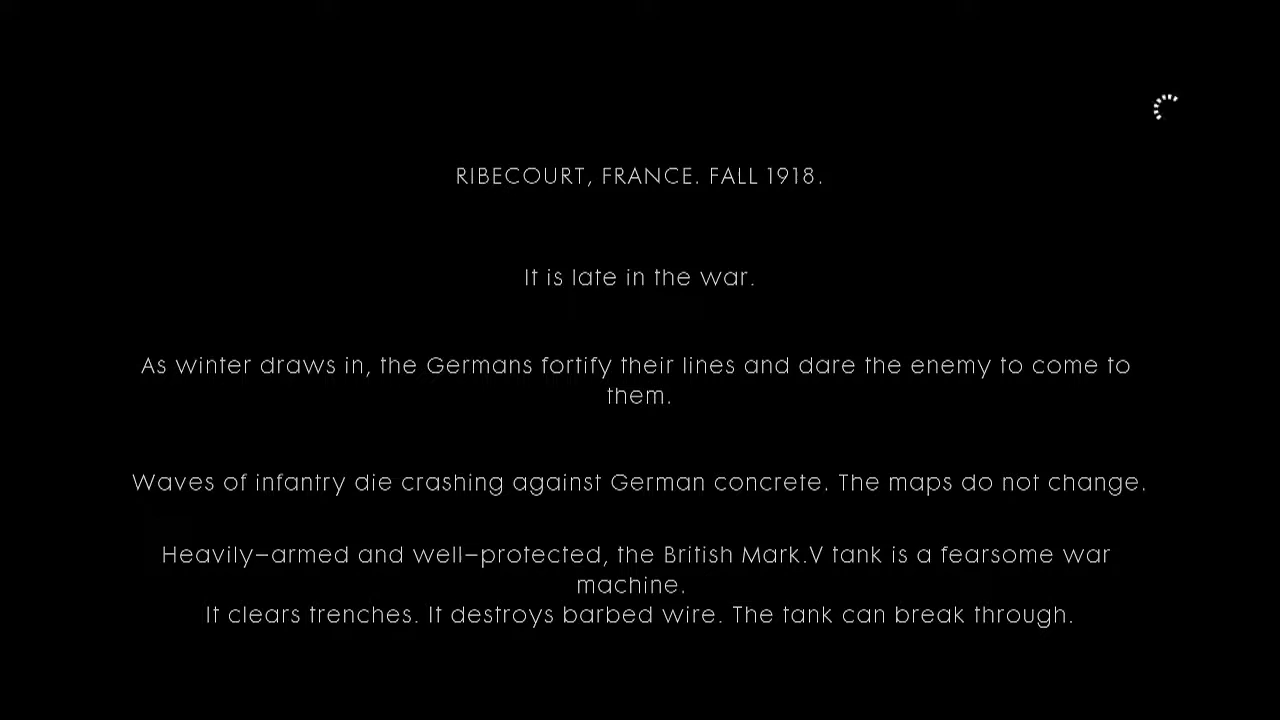 RIBECOURT, FRANCE. FALL 1918.
It is late in the war.
As winter draws in, the Germans fortify their lines and dare the enemy to come to
them.
Waves of infantry die crashing against German concrete. The maps do not change.
Heavily-armed and well-protected, the British Mark.V tank is a fearsome war
machine.
It clears trenches. It destroys barbed wire. The tank can break through.